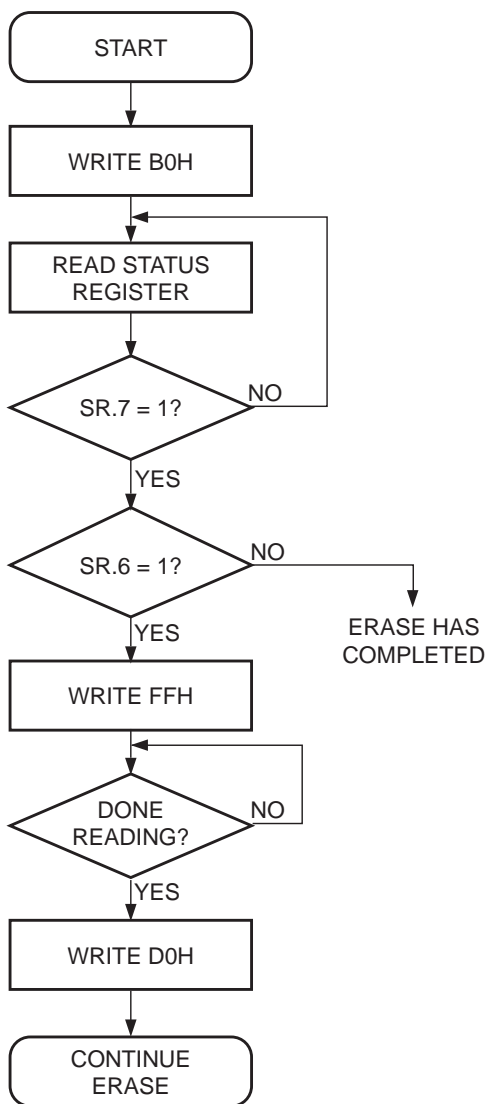 START
WRITE B0H
READ STATUS
REGISTER
SR.7 = 1?
NO
YES
SR.6 = 1?
NO
YES
ERASE HAS
COMPLETED
WRITE FFH
DONE
READING?
NO
YES
WRITE D0H
CONTINUE
ERASE